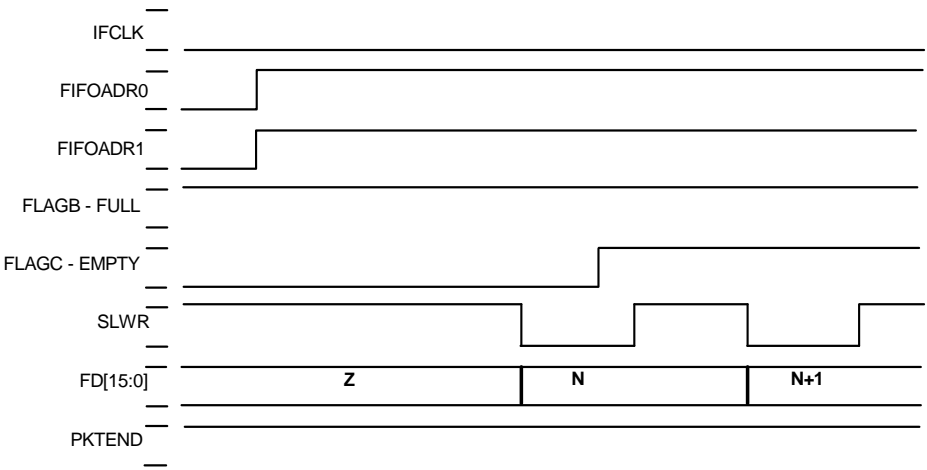 IFCLK
FIFOADR0
FIFOADR1
FLAGB - FULL
FLAGC - EMPTY
SLWR
FD[15:0] Z N N+1
PKTEND